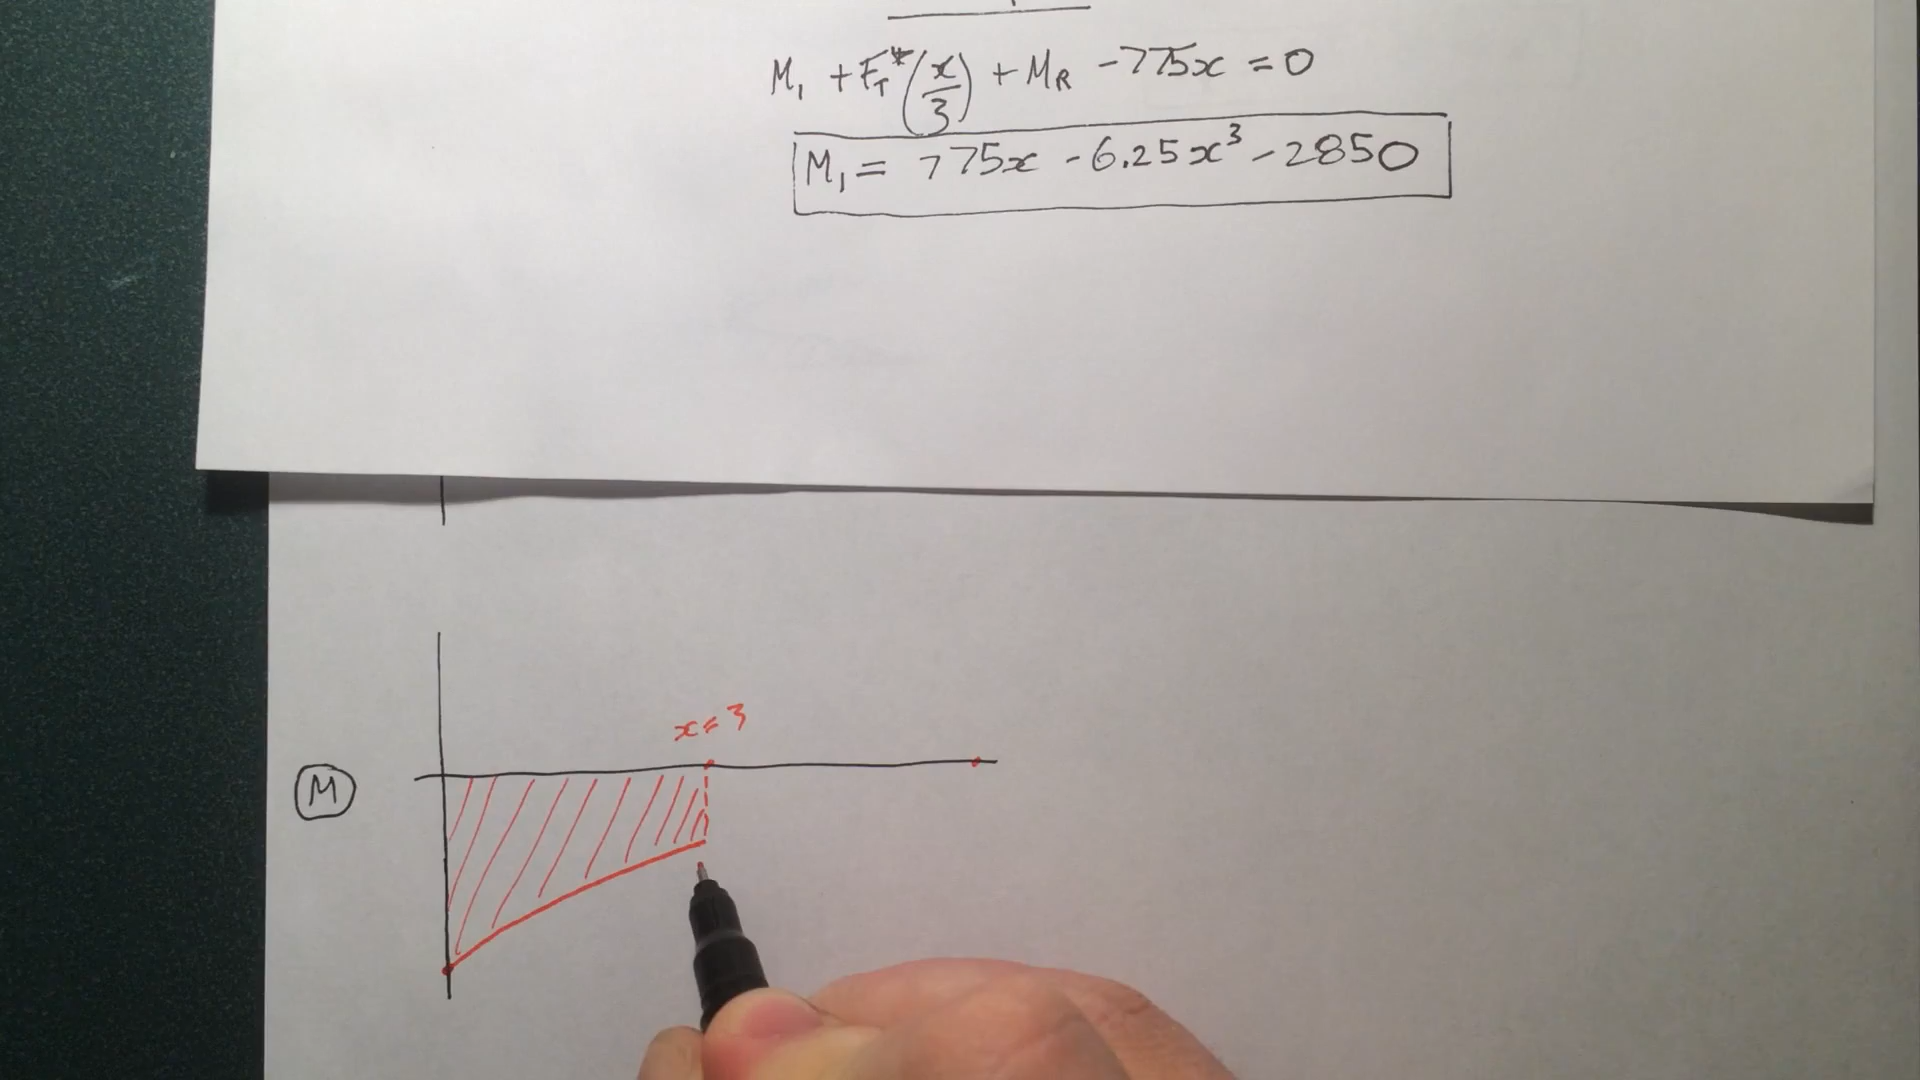 M₁ + F_T*(x/3) + M_R - 775x = 0
M₁ = 775x - 6.25x³ - 2850
x = 3
M